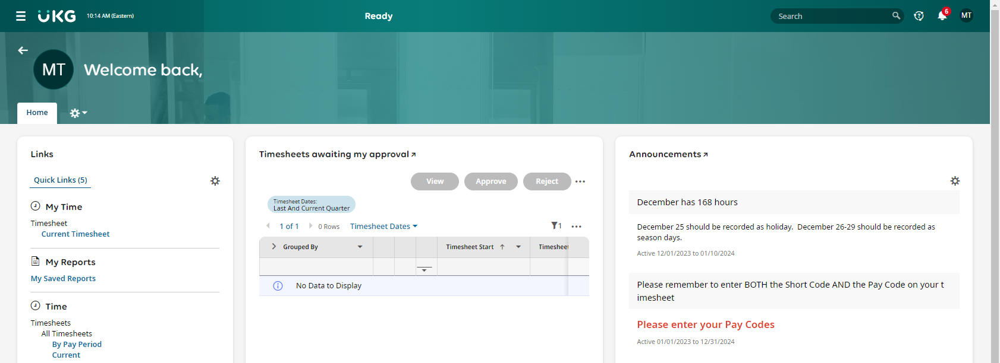 UKG
10:14 AM (Eastern)
Ready
Search
6
MT
MT
Welcome back,
Home
Links
Quick Links (5)
My Time
Timesheet
Current Timesheet
My Reports
My Saved Reports
Time
Timesheets
All Timesheets
By Pay Period
Current
Timesheets awaiting my approval
View
Approve
Reject
Timesheet Dates:
Last And Current Quarter
1 of 1
0 Rows
Timesheet Dates
1
Grouped By
Timesheet Start
Timesheet
No Data to Display
Announcements
December has 168 hours
December 25 should be recorded as holiday.  December 26-29 should be recorded as
season days.
Active 12/01/2023 to 01/10/2024
Please remember to enter BOTH the Short Code AND the Pay Code on your t
imesheet
Please enter your Pay Codes
Active 01/01/2023 to 12/31/2024